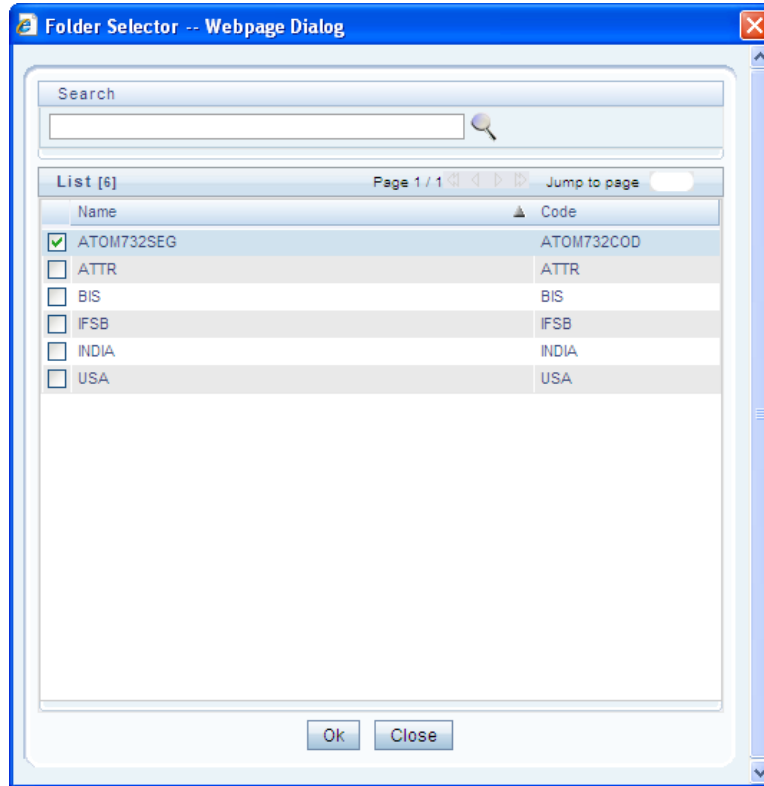 Folder Selector -- Webpage Dialog
Search
List [6] Page 1 / 1 Jump to page
Name Code
ATOM732SEG ATOM732COD
ATTR ATTR
BIS BIS
IFSB IFSB
INDIA INDIA
USA USA
Ok Close